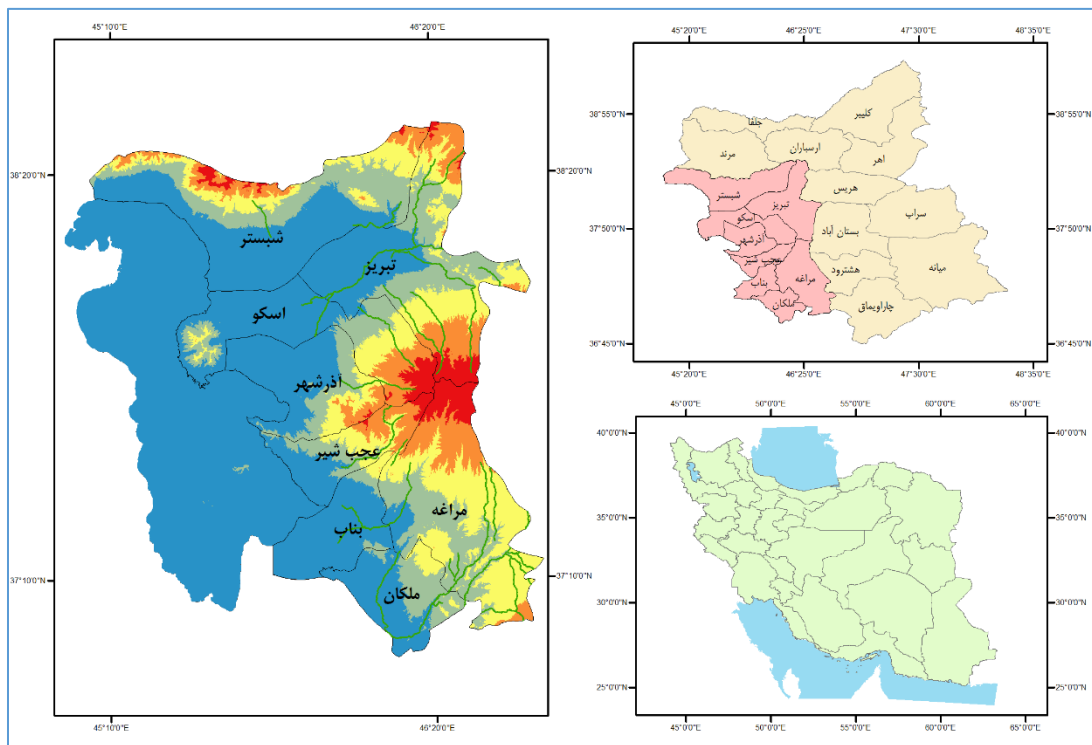 45°10'0"E 46°20'0"E
38°20'0"N
38°20'0"N
37°10'0"N
37°10'0"N
شبستر
تبریز
اسکو
آذرشهر
عجب شیر
مراغه
بناب
ملکان
45°10'0"E 46°20'0"E
45°20'0"E 46°25'0"E 47°30'0"E 48°35'0"E
38°55'0"N
38°55'0"N
37°50'0"N
37°50'0"N
36°45'0"N
36°45'0"N
کلیبر
جلفا
ارسباران
مرند
اهر
هریس
شبستر
تبریز
سراب
اسکو
بستان آباد
آذرشهر
عجب شیر
هشترود
میانه
مراغه
بناب
ملکان
چاراویماق
45°20'0"E 46°25'0"E 47°30'0"E 48°35'0"E
45°0'0"E 50°0'0"E 55°0'0"E 60°0'0"E 65°0'0"E
40°0'0"N
40°0'0"N
35°0'0"N
35°0'0"N
30°0'0"N
30°0'0"N
25°0'0"N
25°0'0"N
45°0'0"E 50°0'0"E 55°0'0"E 60°0'0"E 65°0'0"E